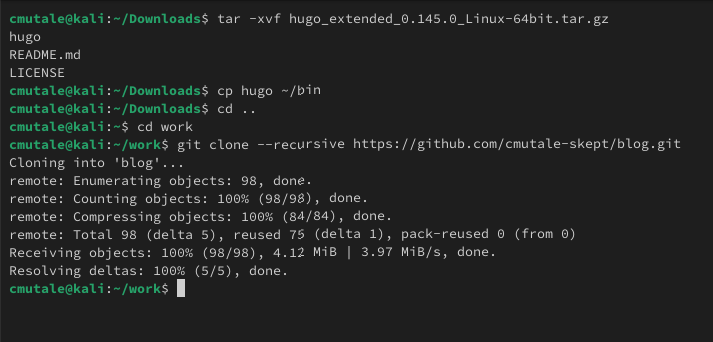 cmutale@kali:~/Downloads$ tar -xvf hugo_extended_0.145.0_Linux-64bit.tar.gz
hugo
README.md
LICENSE
cmutale@kali:~/Downloads$ cp hugo ~/bin
cmutale@kali:~/Downloads$ cd ..
cmutale@kali:~$ cd work
cmutale@kali:~/work$ git clone --recursive https://github.com/cmutale-skept/blog.git
Cloning into 'blog'...
remote: Enumerating objects: 98, done.
remote: Counting objects: 100% (98/98), done.
remote: Compressing objects: 100% (84/84), done.
remote: Total 98 (delta 5), reused 75 (delta 1), pack-reused 0 (from 0)
Receiving objects: 100% (98/98), 4.12 MiB | 3.97 MiB/s, done.
Resolving deltas: 100% (5/5), done.
cmutale@kali:~/work$